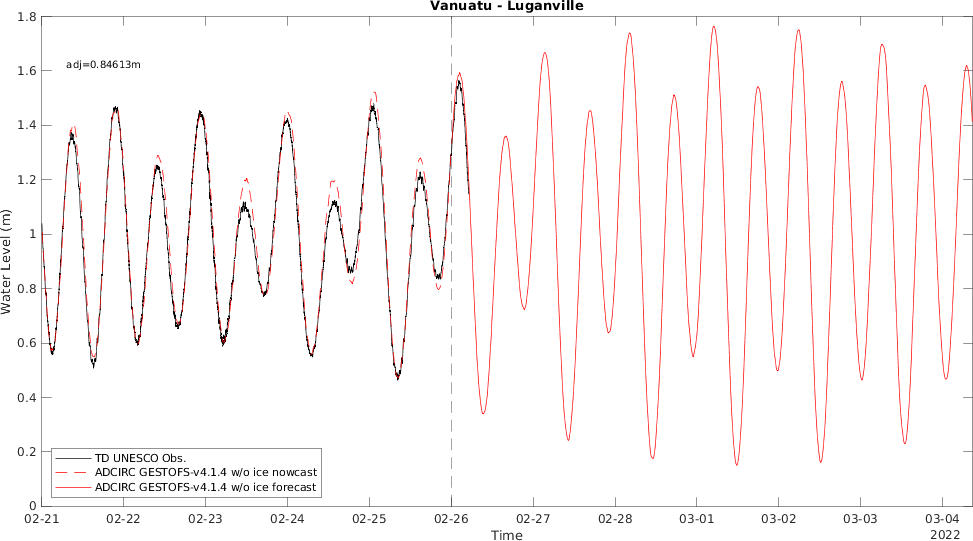 Vanuatu - Luganville
adj=0.84613m
Water Level (m)
1.8
1.6
1.4
1.2
1
0.8
0.6
0.4
0.2
0
TD UNESCO Obs.
ADCIRC GESTOFS-v4.1.4 w/o ice nowcast
ADCIRC GESTOFS-v4.1.4 w/o ice forecast
02-21 02-22 02-23 02-24 02-25 02-26 02-27 02-28 03-01 03-02 03-03 03-04
Time
2022